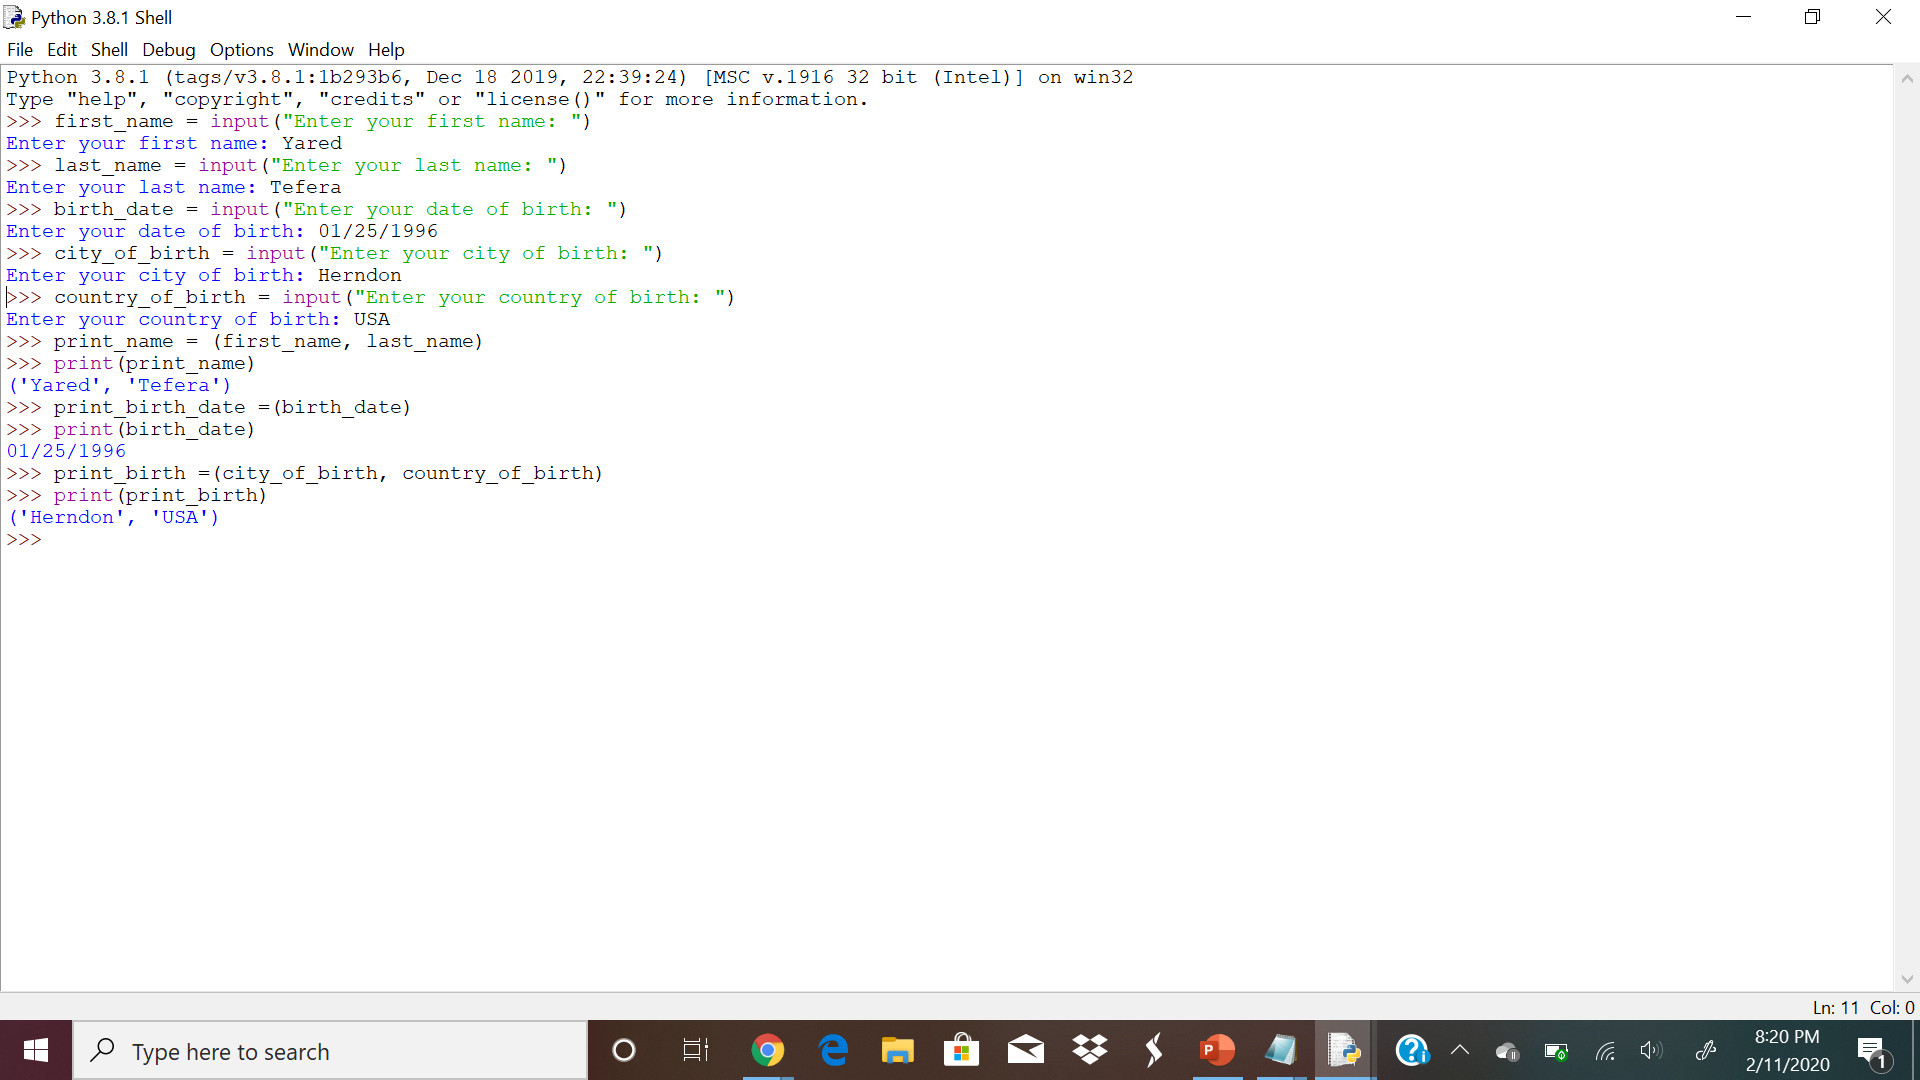 Python 3.8.1 Shell
File Edit Shell Debug Options Window Help
Python 3.8.1 (tags/v3.8.1:1b293b6, Dec 18 2019, 22:39:24) [MSC v.1916 32 bit (Intel)] on win32
Type "help", "copyright", "credits" or "license()" for more information.
>>> first_name = input("Enter your first name: ")
Enter your first name: Yared
>>> last_name = input("Enter your last name: ")
Enter your last name: Tefera
>>> birth_date = input("Enter your date of birth: ")
Enter your date of birth: 01/25/1996
>>> city_of_birth = input("Enter your city of birth: ")
Enter your city of birth: Herndon
>>> country_of_birth = input("Enter your country of birth: ")
Enter your country of birth: USA
>>> print_name = (first_name, last_name)
>>> print(print_name)
('Yared', 'Tefera')
>>> print_birth_date =(birth_date)
>>> print(birth_date)
01/25/1996
>>> print_birth =(city_of_birth, country_of_birth)
>>> print(print_birth)
('Herndon', 'USA')
>>>
Ln: 11 Col: 0
Type here to search
8:20 PM
2/11/2020
1